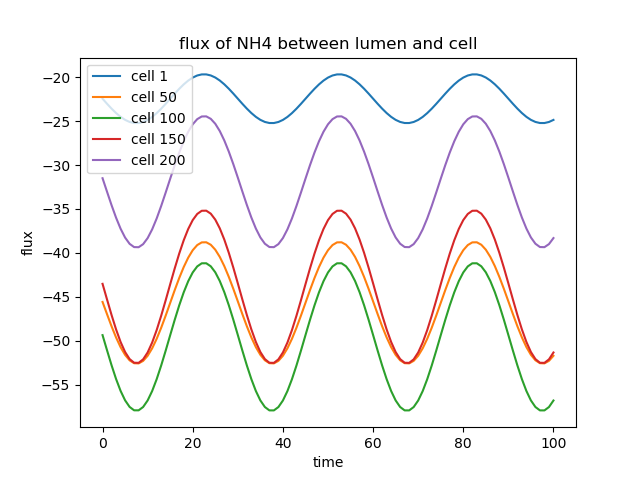 flux of NH4 between lumen and cell
cell 1
cell 50
cell 100
cell 150
cell 200
flux
−20
−25
−30
−35
−40
−45
−50
−55
0 20 40 60 80 100
time